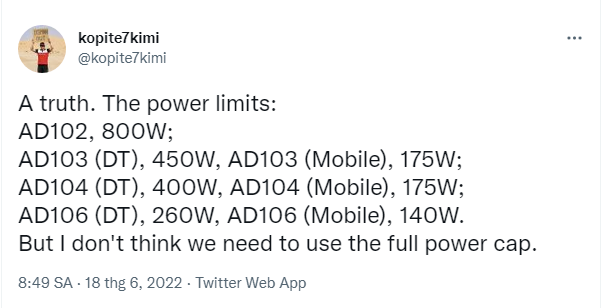 kopite7kimi
@kopite7kimi
A truth. The power limits:
AD102, 800W;
AD103 (DT), 450W, AD103 (Mobile), 175W;
AD104 (DT), 400W, AD104 (Mobile), 175W;
AD106 (DT), 260W, AD106 (Mobile), 140W.
But I don't think we need to use the full power cap.
8:49 SA · 18 thg 6, 2022 · Twitter Web App